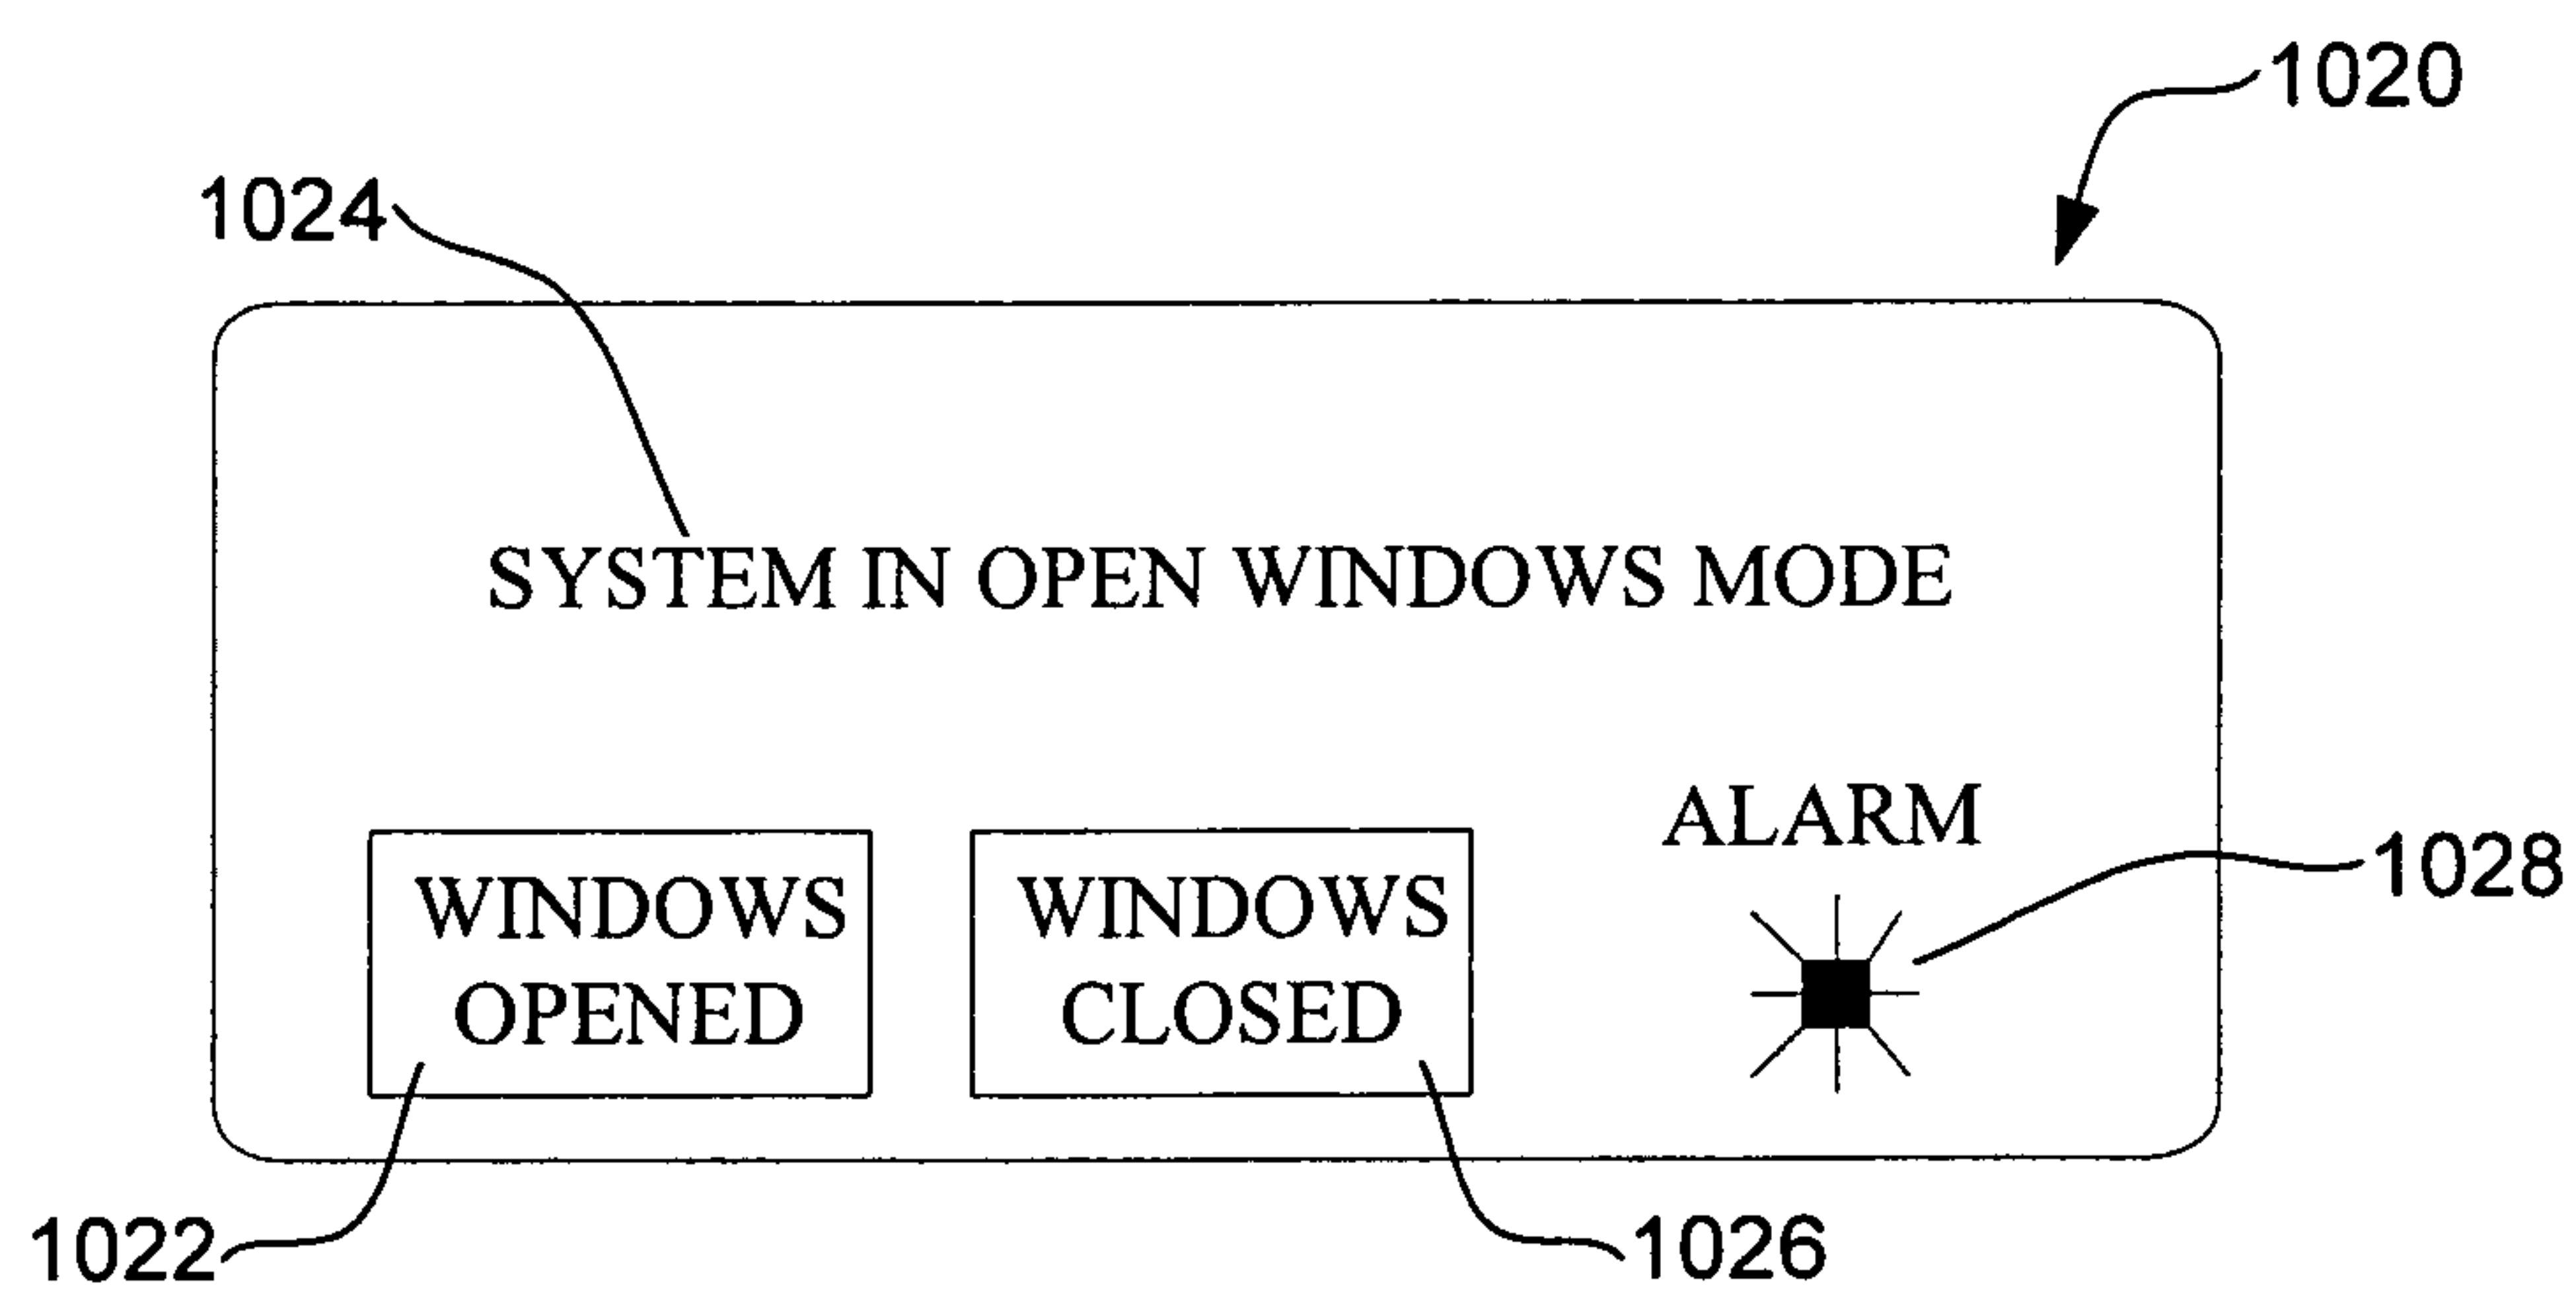 1020
1024
SYSTEM IN OPEN WINDOWS MODE
ALARM
1028
WINDOWS
OPENED
WINDOWS
CLOSED
1022
1026